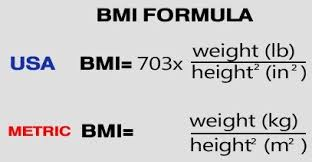 BMI FORMULA
USA BMI= 703x weight (lb)
height² (in²)
METRIC BMI= weight (kg)
height² (m²)